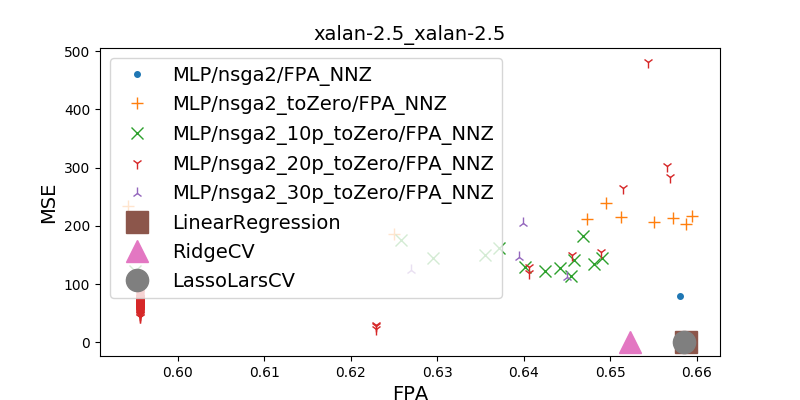 xalan-2.5_xalan-2.5
500
400
300
200
100
0
MSE
MLP/nsga2/FPA_NNZ
MLP/nsga2_toZero/FPA_NNZ
MLP/nsga2_10p_toZero/FPA_NNZ
MLP/nsga2_20p_toZero/FPA_NNZ
MLP/nsga2_30p_toZero/FPA_NNZ
LinearRegression
RidgeCV
LassoLarsCV
0.60 0.61 0.62 0.63 0.64 0.65 0.66
FPA